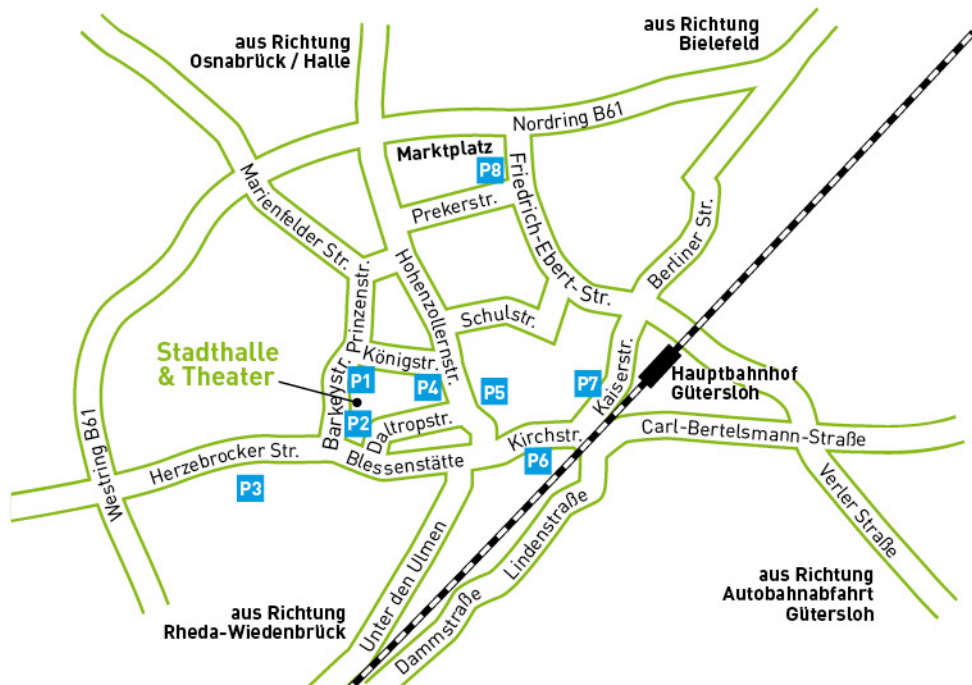 aus Richtung
Osnabrück / Halle
aus Richtung
Bielefeld
Nordring B61
Marktplatz
P8
Friedrich-Ebert-Str.
Prekerstr.
Marienfelder Str.
Berliner Str.
Hohenzollernstr.
Prinzenstr.
Schulstr.
Stadthalle
& Theater
Königstr.
P1
P4
P5
P7
Kaiserstr.
Hauptbahnhof
Gütersloh
Barkeystr.
P2
Daltropstr.
Kirchstr.
Carl-Bertelsmann-Straße
Westring B61
Herzebrocker Str.
Blessenstätte
P6
P3
Verler Straße
Lindenstraße
Unter den Ulmen
Dammstraße
aus Richtung
Autobahnabfahrt
Gütersloh
aus Richtung
Rheda-Wiedenbrück